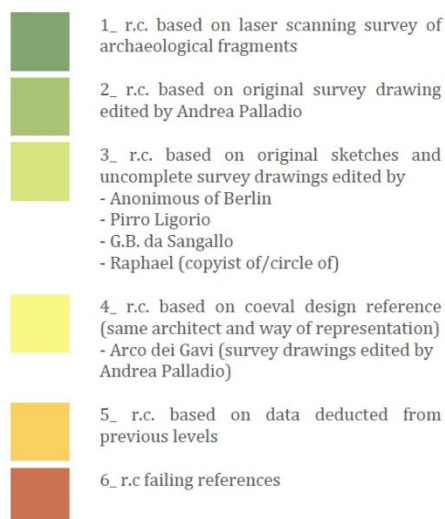 1_ r.c. based on laser scanning survey of
archaeological fragments
2_ r.c. based on original survey drawing
edited by Andrea Palladio
3_ r.c. based on original sketches and
uncomplete survey drawings edited by
- Anonimous of Berlin
- Pirro Ligorio
- G.B. da Sangallo
- Raphael (copyist of/circle of)
4_ r.c. based on coeval design reference
(same architect and way of representation)
- Arco dei Gavi (survey drawings edited by
Andrea Palladio)
5_ r.c. based on data deducted from
previous levels
6_ r.c failing references